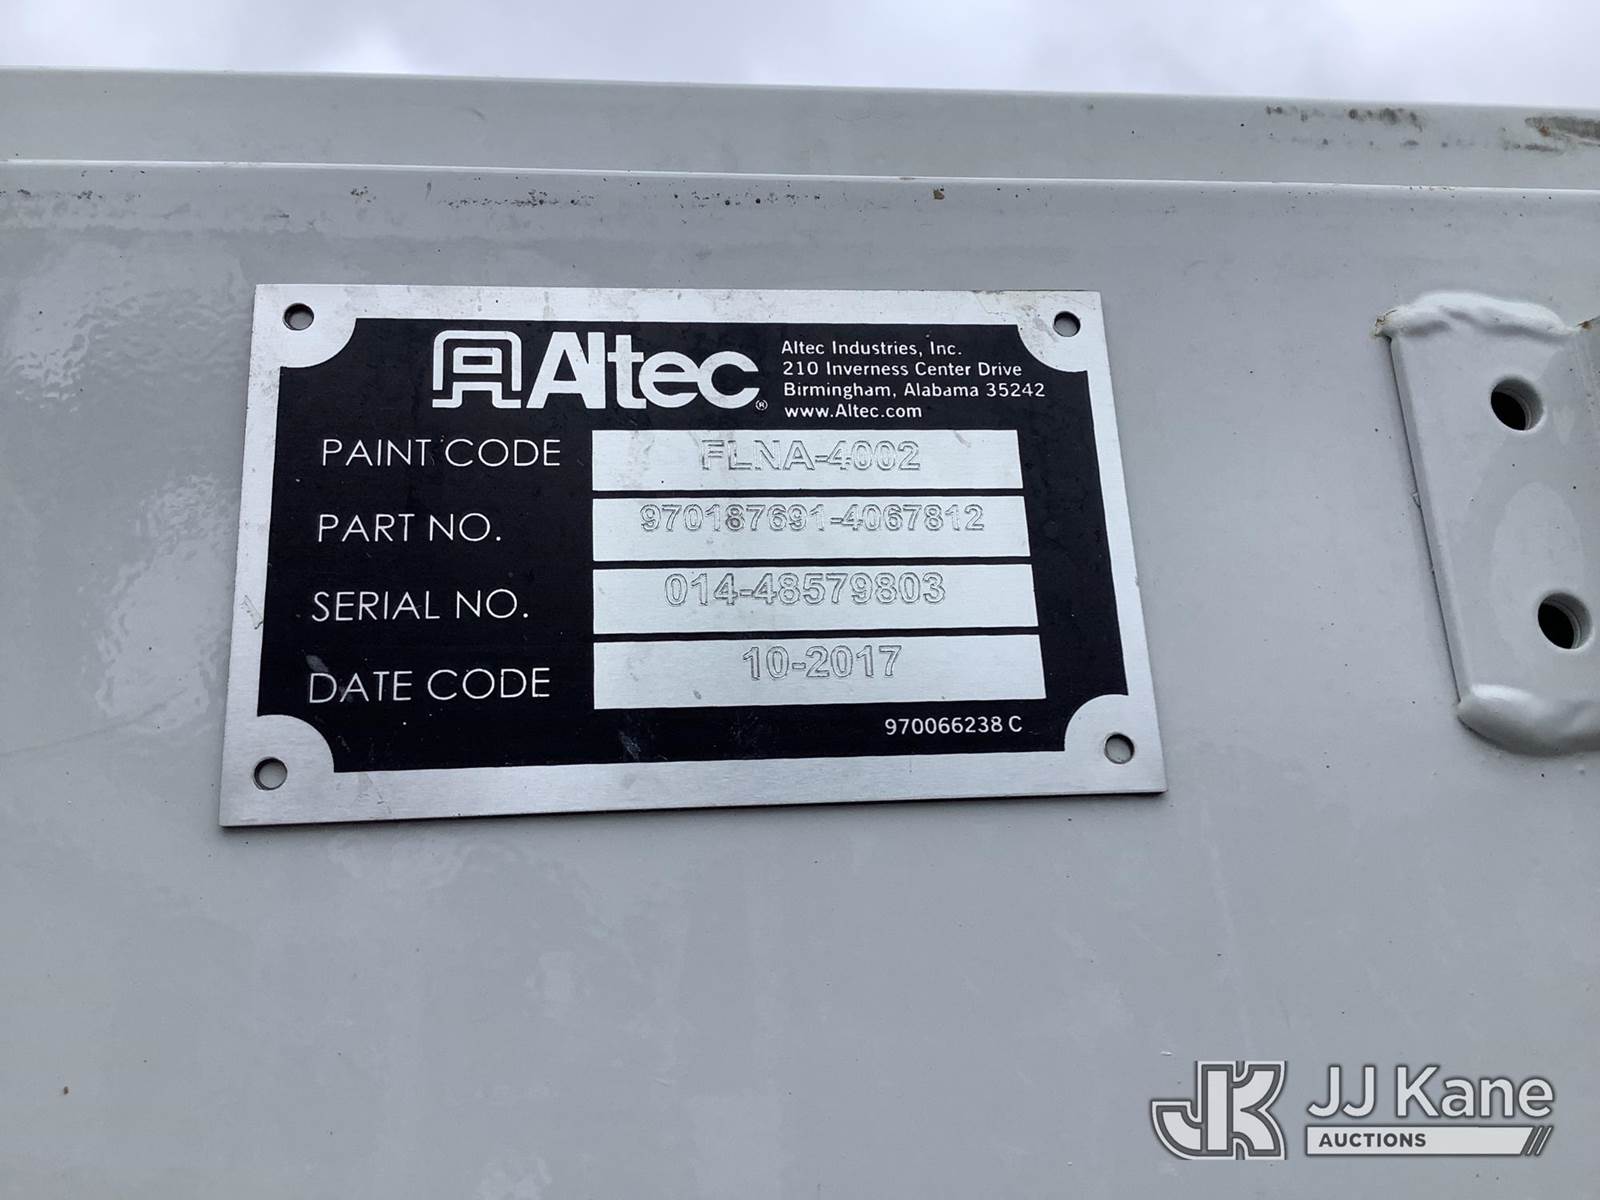 Altec®
Altec Industries, Inc.
210 Inverness Center Drive
Birmingham, Alabama 35242
www.Altec.com
PAINT CODE FLNA-4002
PART NO. 970187691-4067812
SERIAL NO. 014-48579803
DATE CODE 10-2017
970066238 C
JK JJ Kane
AUCTIONS